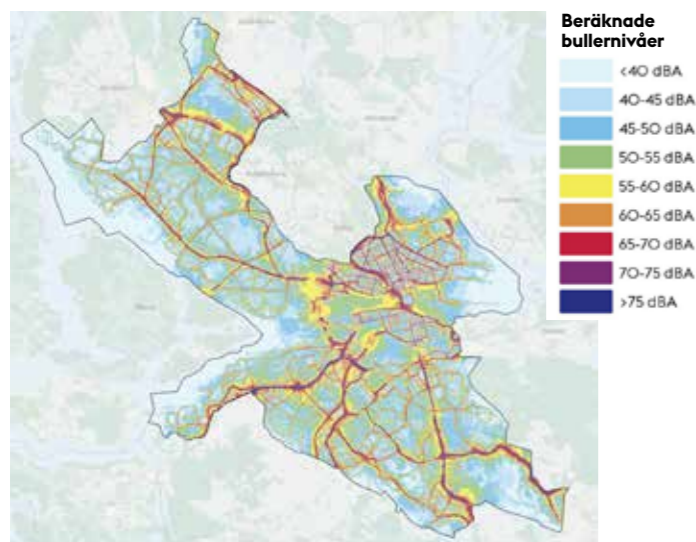 Beräknade
bullernivåer
<40 dBA
40-45 dBA
45-50 dBA
50-55 dBA
55-60 dBA
60-65 dBA
65-70 dBA
70-75 dBA
>75 dBA